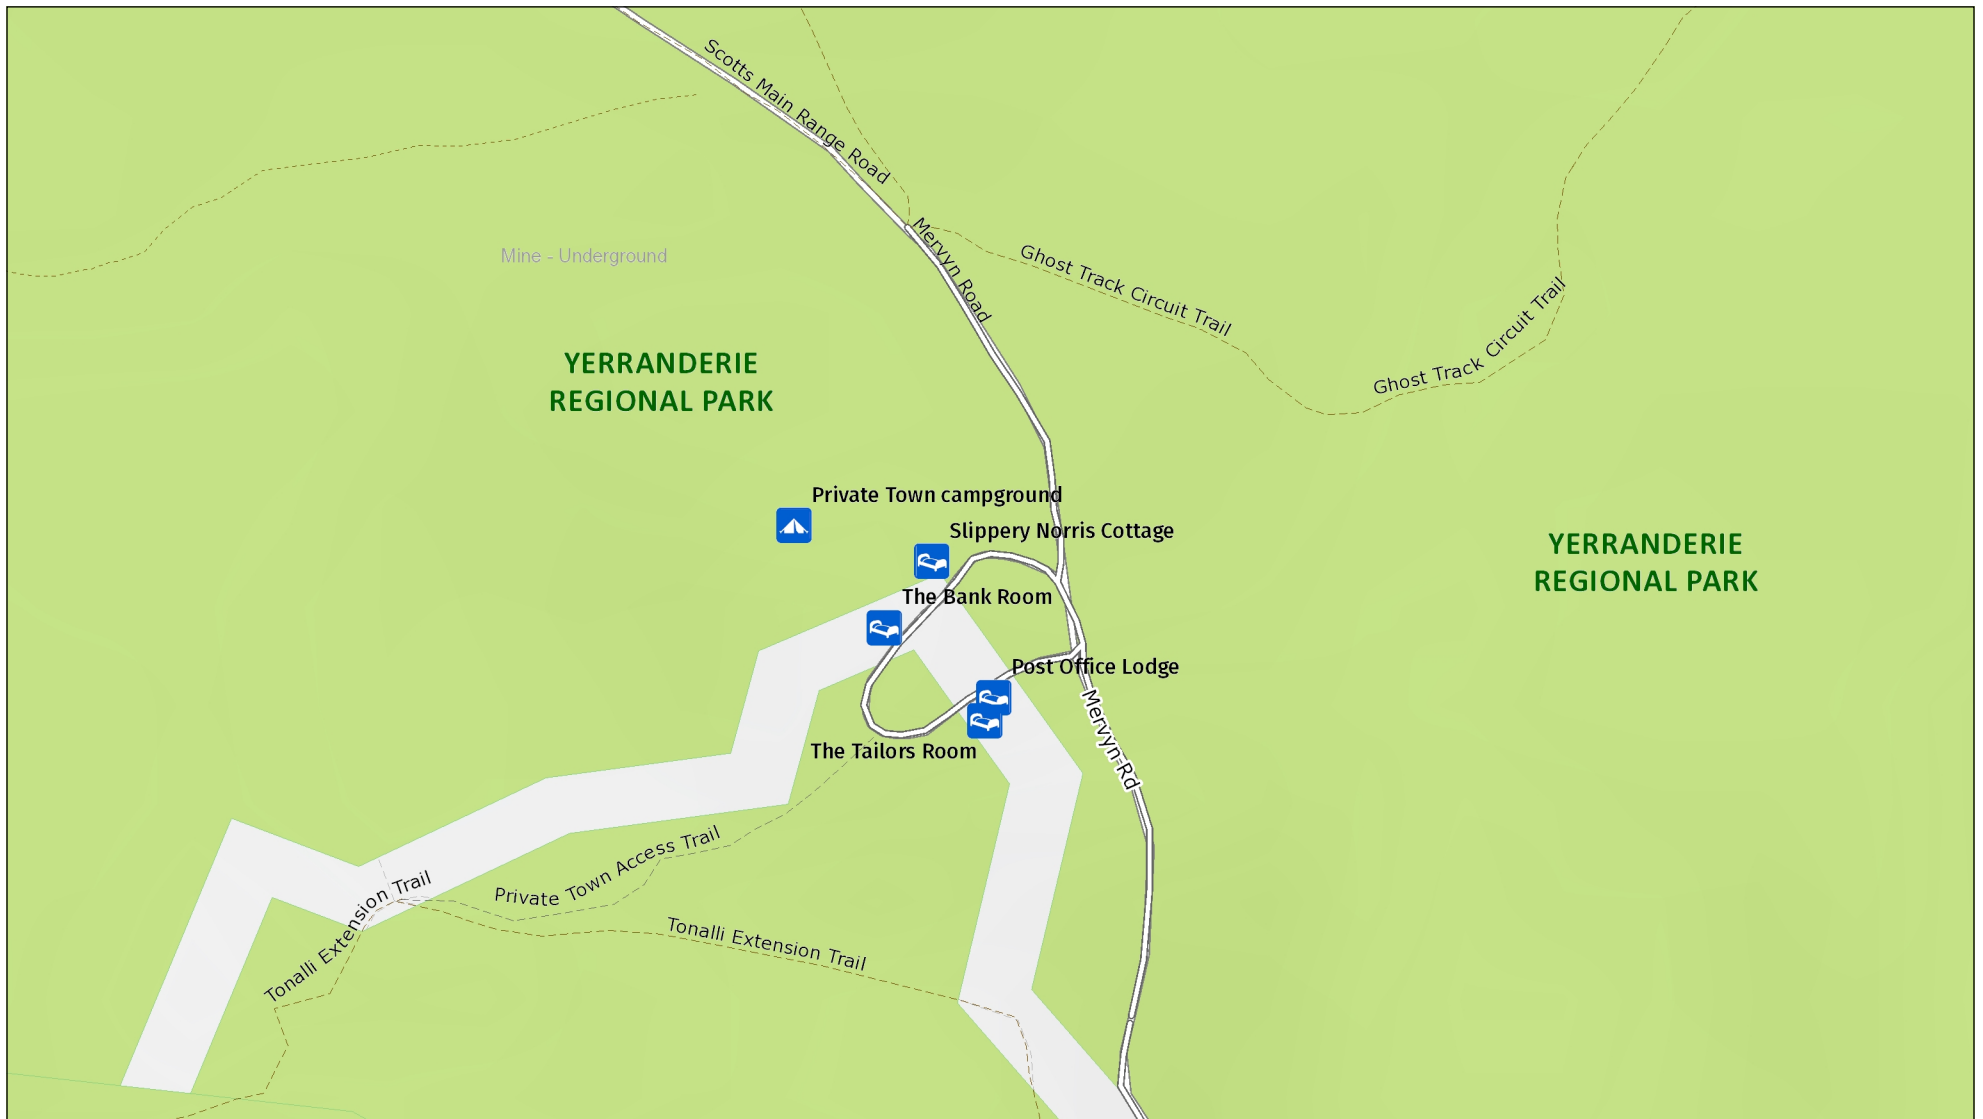 Scotts Main Range Road
Mervyn Road
Ghost Track Circuit Trail
Mine - Underground
Ghost Track Circuit Trail
YERRANDERIE
REGIONAL PARK
Private Town campground
Slippery Norris Cottage
YERRANDERIE
REGIONAL PARK
The Bank Room
Post Office Lodge
Mervyn Rd
The Tailors Room
Private Town Access Trail
Tonalli Extension Trail
Tonalli Extension Trail